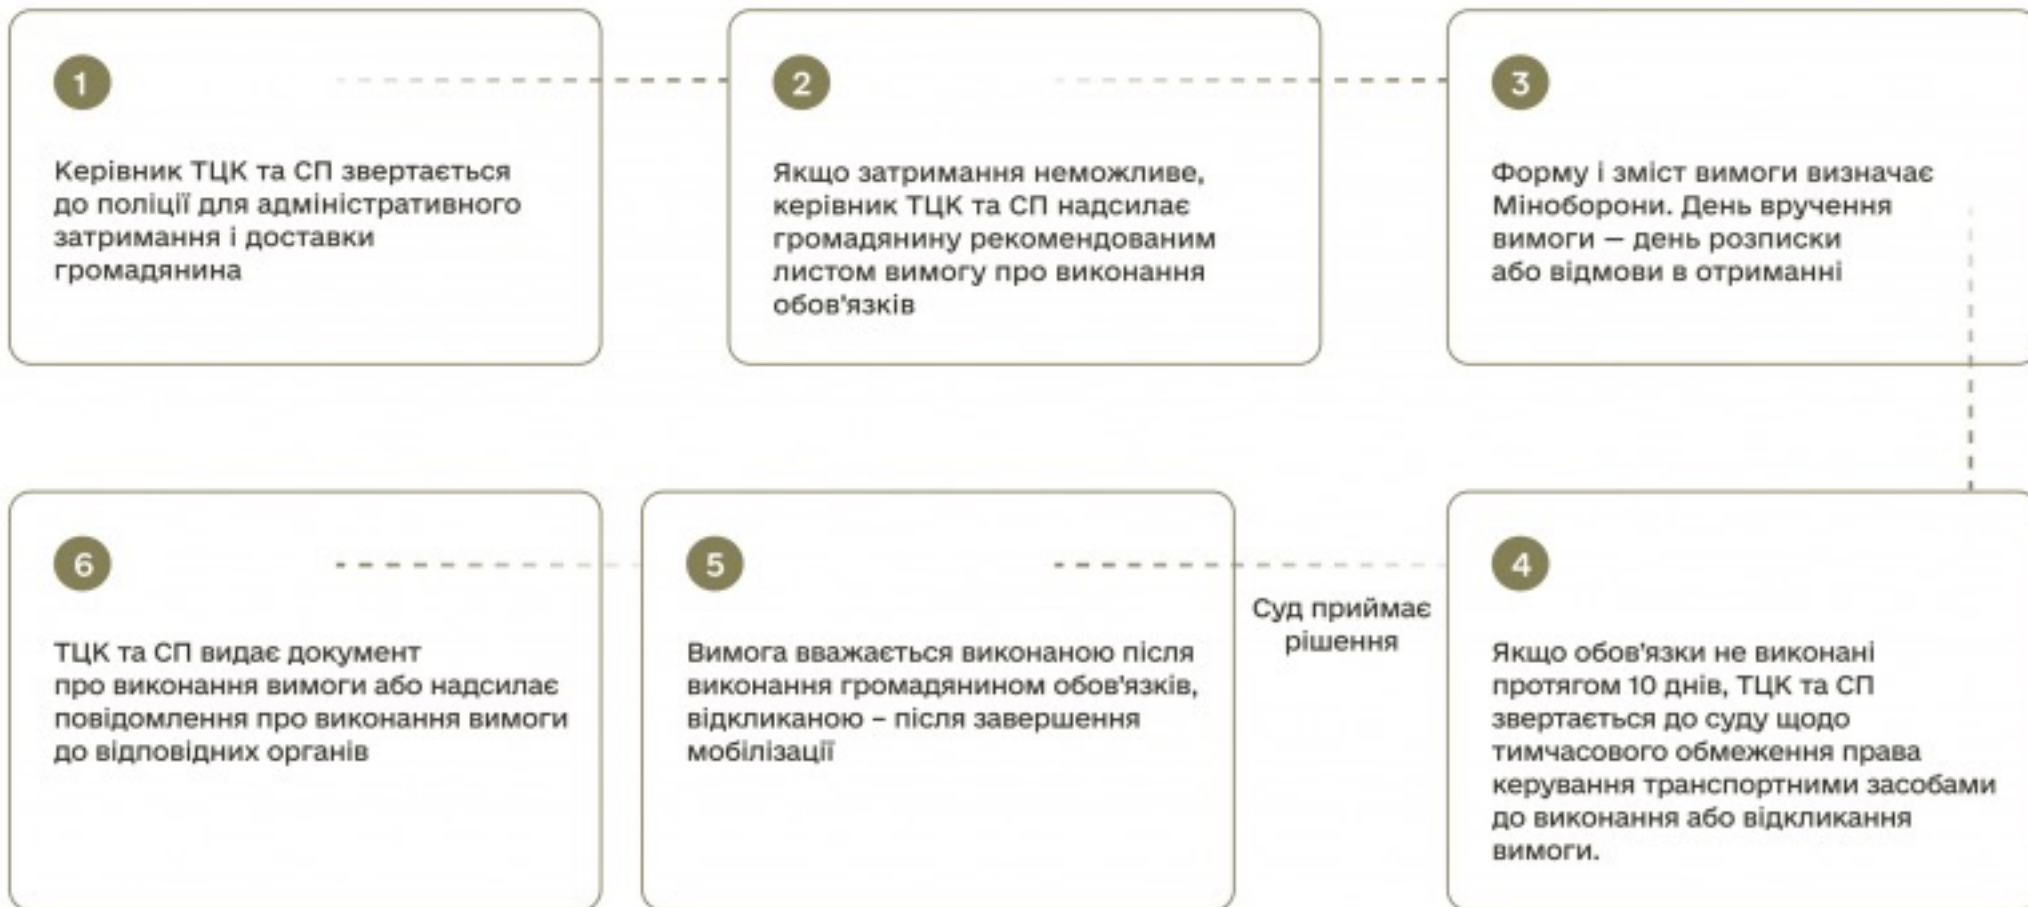 1
Керівник ТЦК та СП звертається
до поліції для адміністративного
затримання і доставки
громадянина
2
Якщо затримання неможливе,
керівник ТЦК та СП надсилає
громадянину рекомендованим
листом вимогу про виконання
обов'язків
3
Форму і зміст вимоги визначає
Міноборони. День вручення
вимоги — день розписки
або відмови в отриманні
4
Якщо обов'язки не виконані
протягом 10 днів, ТЦК та СП
звертається до суду щодо
тимчасового обмеження права
керування транспортними засобами
до виконання або відкликання
вимоги.
Суд приймає
рішення
5
Вимога вважається виконаною після
виконання громадянином обов'язків,
відкликаною – після завершення
мобілізації
6
ТЦК та СП видає документ
про виконання вимоги або надсилає
повідомлення про виконання вимоги
до відповідних органів